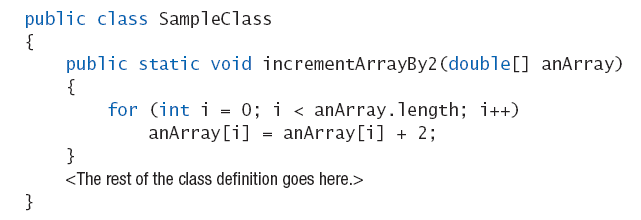 public class SampleClass
{
public static void incrementArrayBy2(double[] anArray)
{
for (int i = 0; i < anArray.length; i++)
anArray[i] = anArray[i] + 2;
}
<The rest of the class definition goes here.>
}